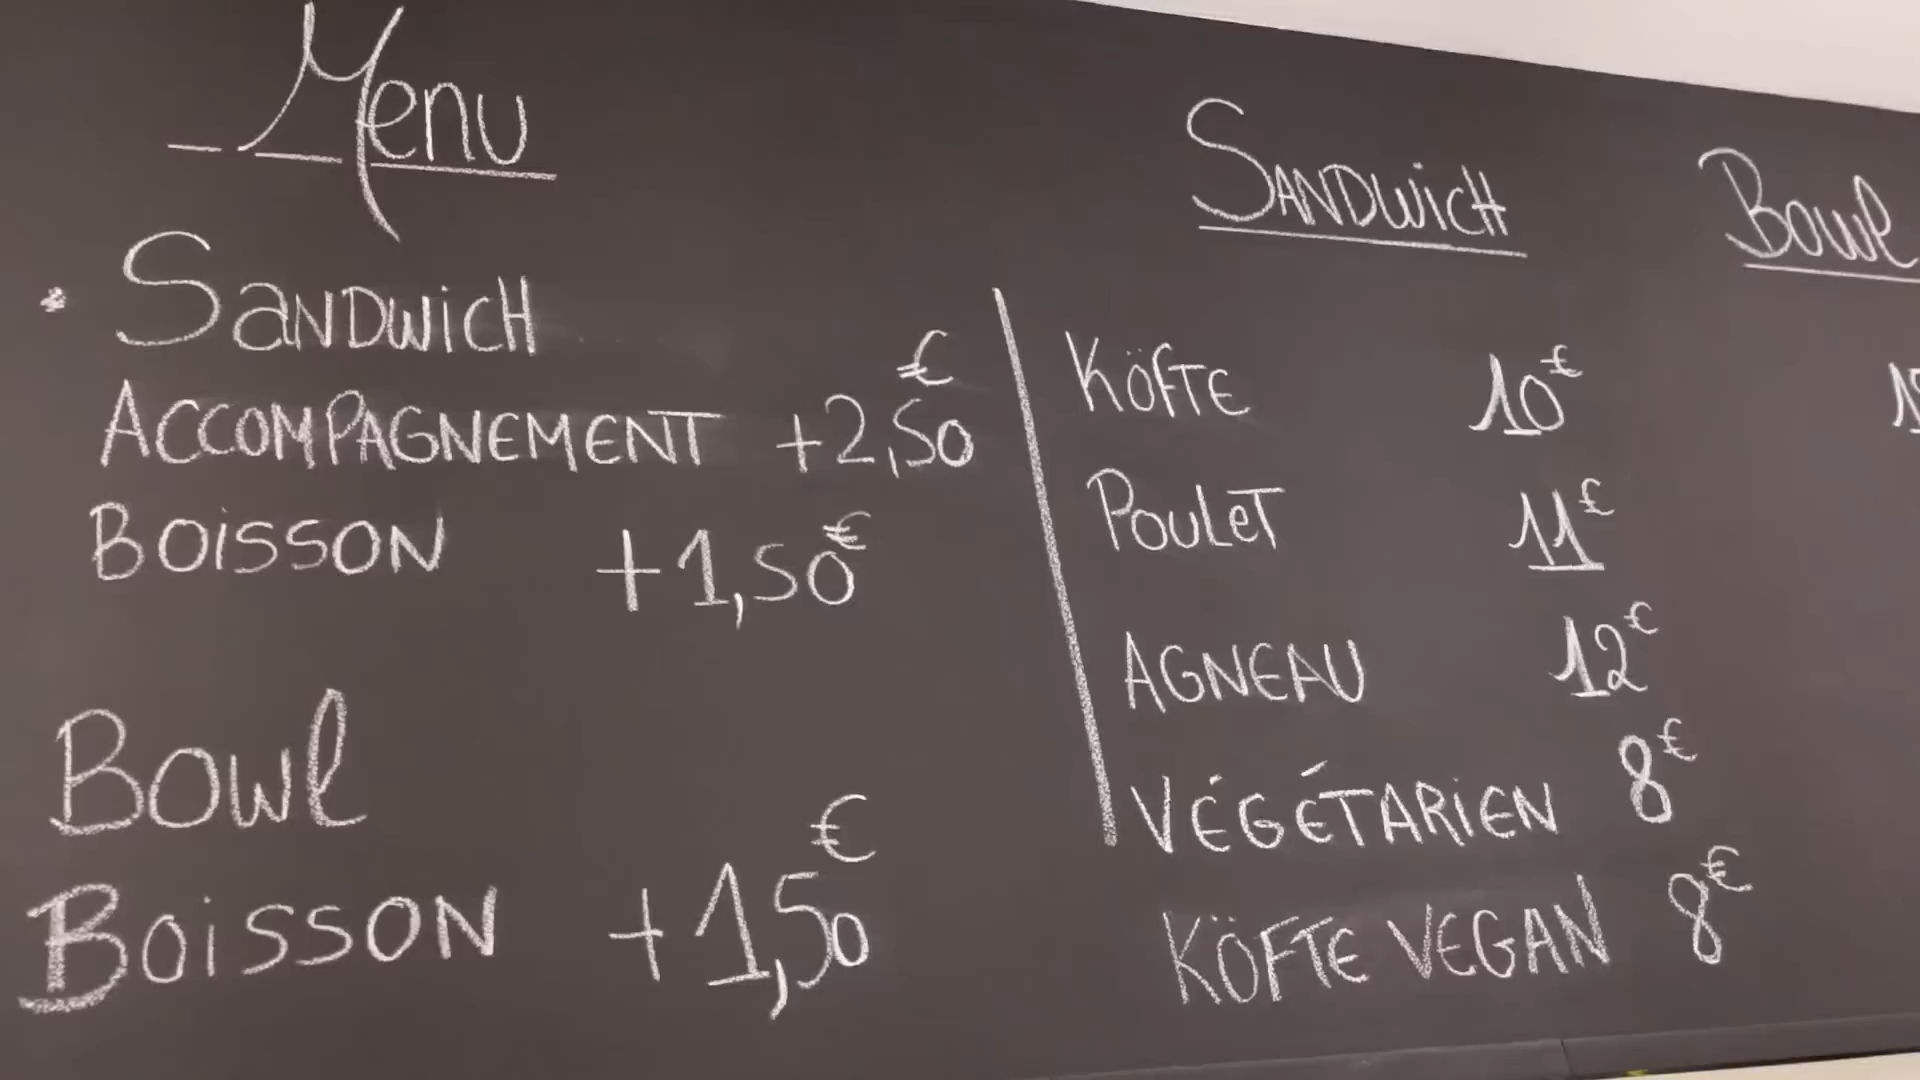 Menu
Sandwich
ACCOMPAGNEMENT +2,50€
BOISSON +1,50€
Bowl
BOISSON +1,50€
SANDWICH Bowl
KÖFTE 10€
POULET 11€
AGNEAU 12€
VÉGÉTARIEN 8€
KÖFTE VEGAN 8€